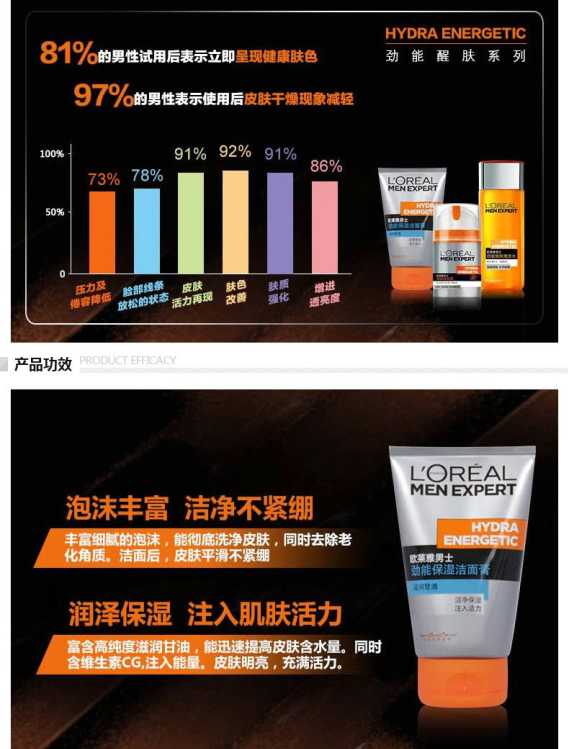 HYDRA ENERGETIC
劲能醒肤系列
81%的男性试用后表示立即呈现健康肤色
97%的男性表示使用后皮肤干燥现象减轻
100%
50%
0
73%
78%
91%
92%
91%
86%
压力及
倦容降低
脸部线条
放松的状态
皮肤
活力再现
肤色
改善
肤质
强化
增进
透亮度
L'ORÉAL
MEN EXPERT
HYDRA
ENERGETIC
L'ORÉAL
MEN EXPERT
L'ORÉAL
MEN EXPERT
HYDRA
ENERGETIC
产品功效 PRODUCT EFFICACY
泡沫丰富 洁净不紧绷
丰富细腻的泡沫，能彻底洗净皮肤，同时去除老
化角质。洁面后，皮肤平滑不紧绷
润泽保湿 注入肌肤活力
富含高纯度滋润甘油，能迅速提高皮肤含水量。同时
含维生素CG,注入能量。皮肤明亮，充满活力。
L'ORÉAL
MEN EXPERT
HYDRA
ENERGETIC
欧莱雅男士
劲能保湿洁面膏
洁净保湿
注入活力